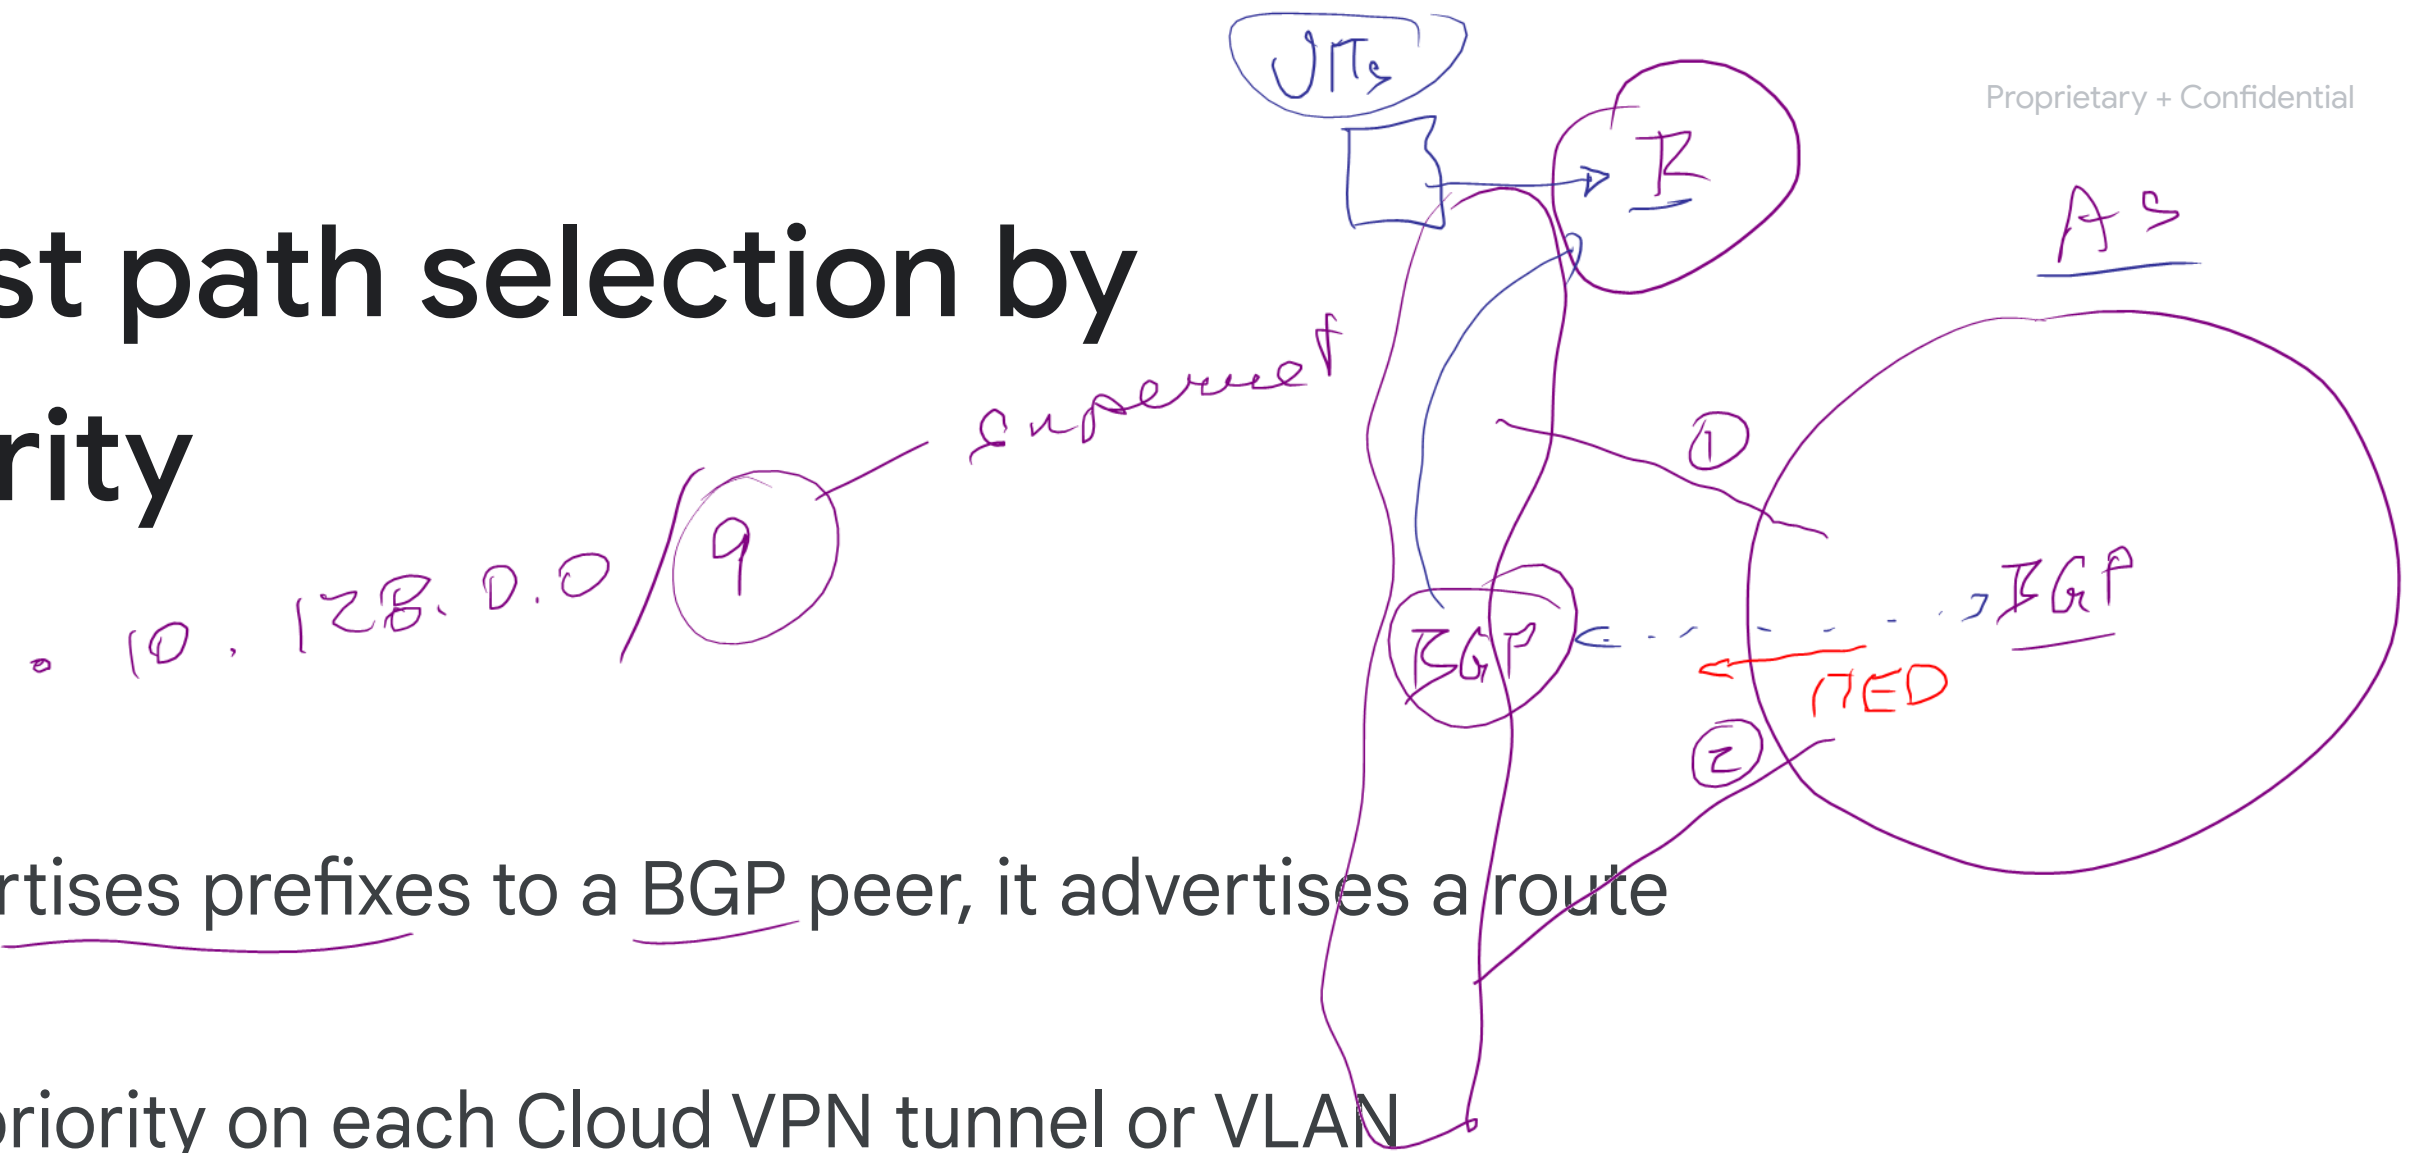 VMs
Proprietary + Confidential
R
As
st path selection by
supernet
rity
1
10.128.0.0/9
BGP
BGP
MED
2
rtises prefixes to a BGP peer, it advertises a route
priority on each Cloud VPN tunnel or VLAN